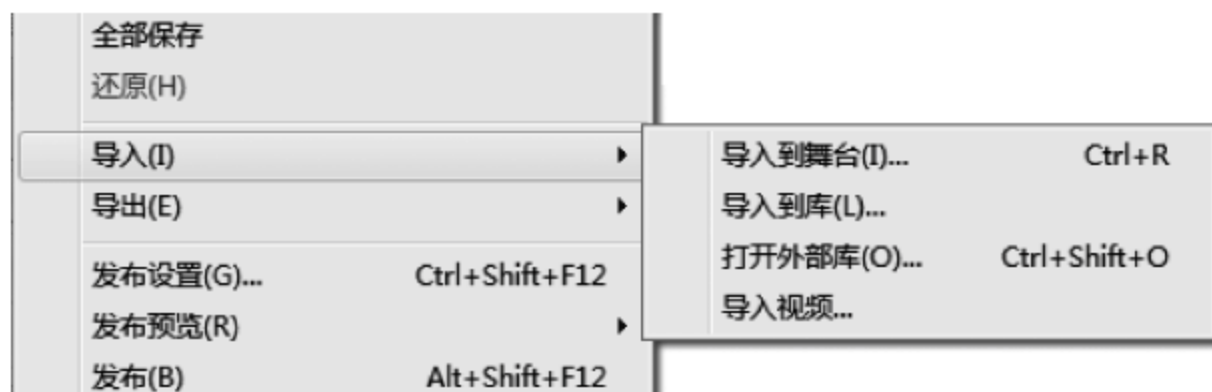 全部保存
还原(H)
导入(I)
导入到舞台(I)... Ctrl+R
导出(E)
导入到库(L)...
打开外部库(O)... Ctrl+Shift+O
发布设置(G)... Ctrl+Shift+F12
导入视频...
发布预览(R)
发布(B) Alt+Shift+F12